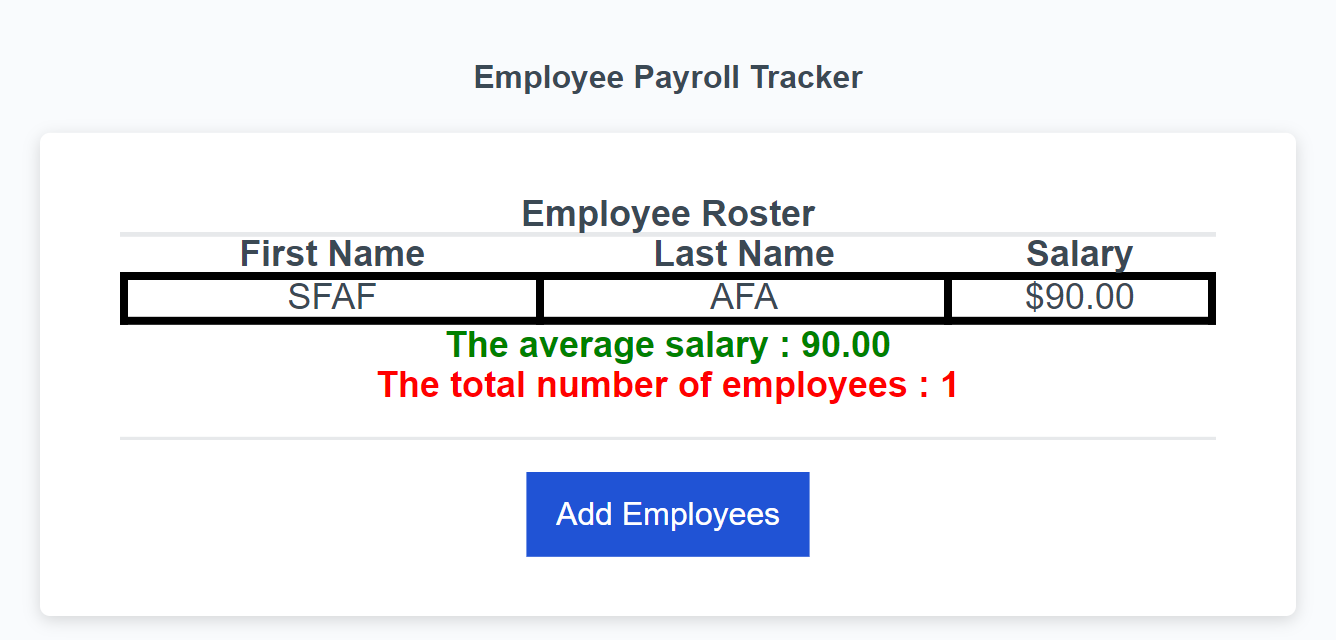 Employee Payroll Tracker
Employee Roster
First Name Last Name Salary
SFAF AFA $90.00
The average salary : 90.00
The total number of employees : 1
Add Employees